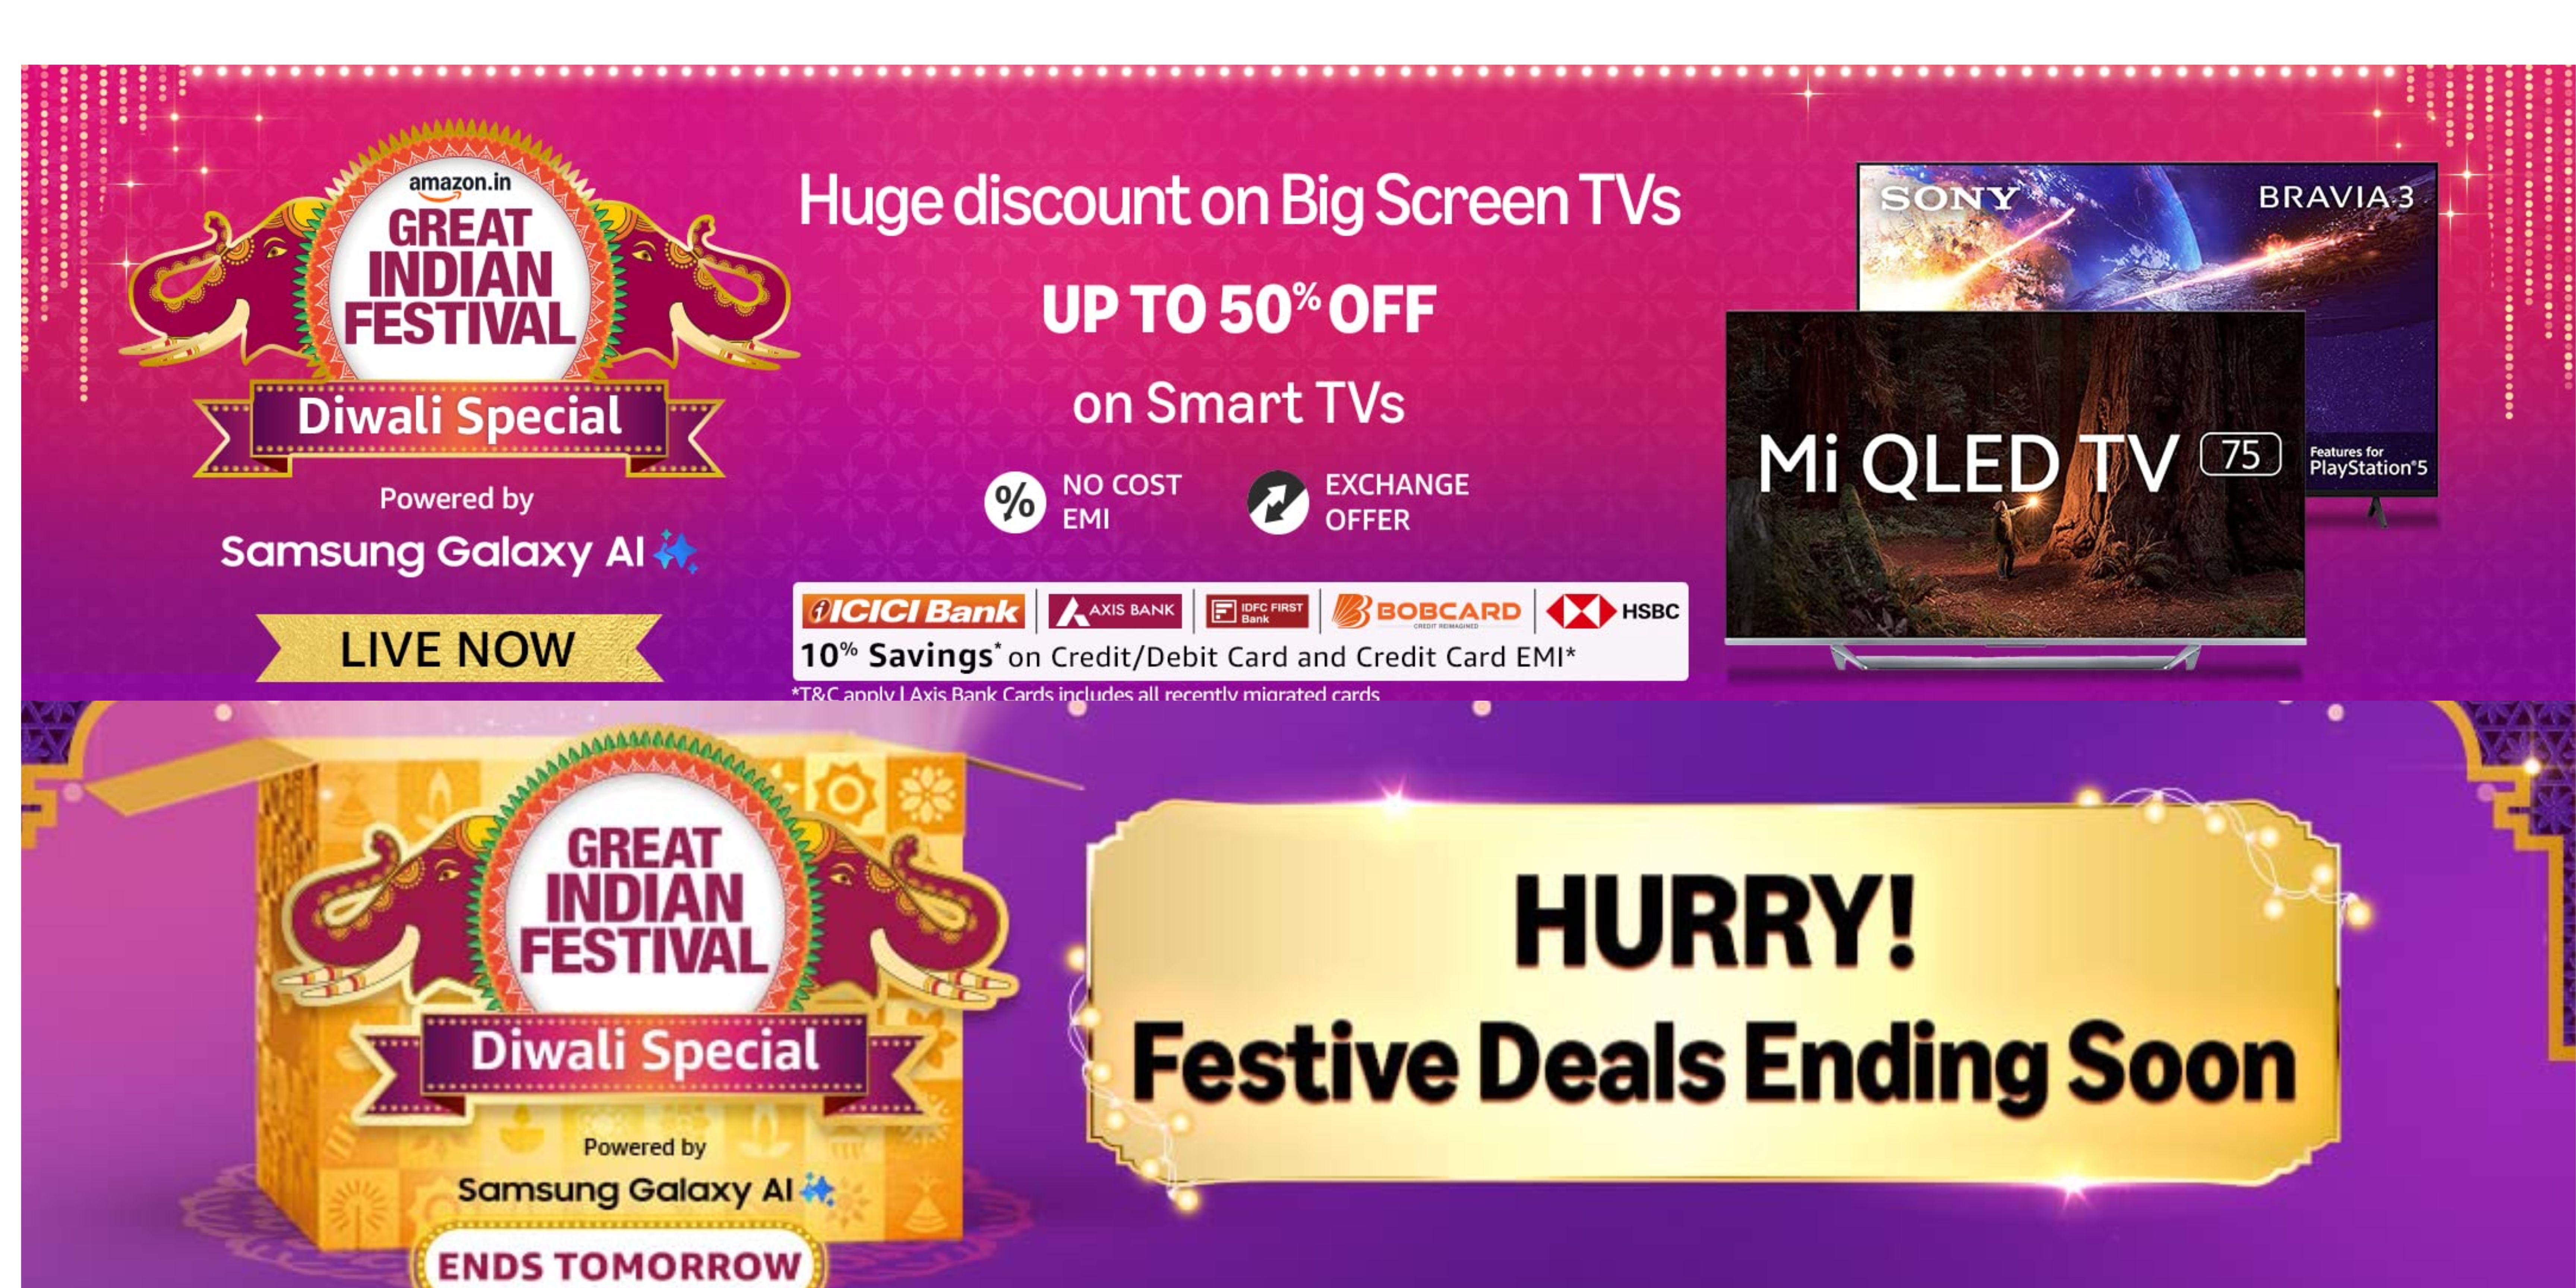 amazon.in
GREAT
INDIAN
FESTIVAL
Diwali Special
Powered by
Samsung Galaxy AI
LIVE NOW
Huge discount on Big Screen TVs
UP TO 50% OFF
on Smart TVs
% NO COST
EMI
EXCHANGE
OFFER
ICICI Bank | AXIS BANK | IDFC FIRST Bank | BOBCARD CREDIT REIMAGINED | HSBC
10% Savings* on Credit/Debit Card and Credit Card EMI*
*T&C apply | Axis Bank Cards includes all recently migrated cards
SONY BRAVIA 3
Mi QLED TV 75
Features for
PlayStation®5
GREAT
INDIAN
FESTIVAL
Diwali Special
Powered by
Samsung Galaxy AI
ENDS TOMORROW
HURRY!
Festive Deals Ending Soon